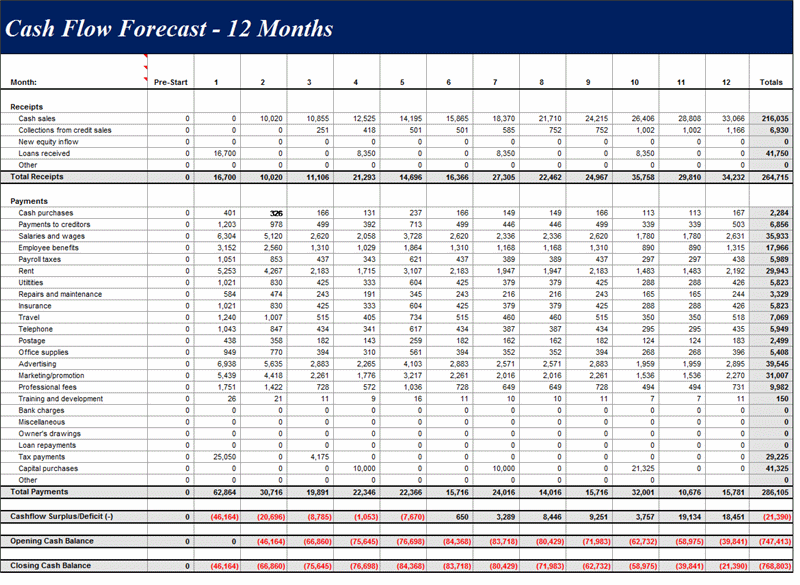 Cash Flow Forecast - 12 Months
Month: Pre-Start 1 2 3 4 5 6 7 8 9 10 11 12 Totals
Receipts
Cash sales 0 0 10,020 10,855 12,525 14,195 15,865 18,370 21,710 24,215 26,406 28,808 33,066 216,035
Collections from credit sales 0 0 0 251 418 501 501 585 752 752 1,002 1,002 1,166 6,930
New equity inflow 0 0 0 0 0 0 0 0 0 0 0 0 0 0
Loans received 0 16,700 0 0 8,350 0 0 8,350 0 0 8,350 0 0 41,750
Other 0 0 0 0 0 0 0 0 0 0 0 0 0 0
Total Receipts 0 16,700 10,020 11,106 21,293 14,696 16,366 27,305 22,462 24,967 35,758 29,810 34,232 264,715
Payments
Cash purchases 0 401 326 166 131 237 166 149 149 166 113 113 167 2,284
Payments to creditors 0 1,203 978 499 392 713 499 446 446 499 339 339 503 6,856
Salaries and wages 0 6,304 5,120 2,620 2,058 3,728 2,620 2,336 2,336 2,620 1,780 1,780 2,631 35,933
Employee benefits 0 3,152 2,560 1,310 1,029 1,864 1,310 1,168 1,168 1,310 890 890 1,315 17,966
Payroll taxes 0 1,051 853 437 343 621 437 389 389 437 297 297 438 5,989
Rent 0 5,253 4,267 2,183 1,715 3,107 2,183 1,947 1,947 2,183 1,483 1,483 2,192 29,943
Utilities 0 1,021 830 425 333 604 425 379 379 425 288 288 426 5,823
Repairs and maintenance 0 584 474 243 191 345 243 216 216 243 165 165 244 3,329
Insurance 0 1,021 830 425 333 604 425 379 379 425 288 288 426 5,823
Travel 0 1,240 1,007 515 405 734 515 460 460 515 350 350 518 7,069
Telephone 0 1,043 847 434 341 617 434 387 387 434 295 295 435 5,949
Postage 0 438 358 182 143 259 182 162 162 182 124 124 183 2,499
Office supplies 0 949 770 394 310 561 394 352 352 394 268 268 396 5,408
Advertising 0 6,938 5,635 2,883 2,265 4,103 2,883 2,571 2,571 2,883 1,959 1,959 2,895 39,545
Marketing/promotion 0 5,439 4,418 2,261 1,776 3,217 2,261 2,016 2,016 2,261 1,536 1,536 2,270 31,007
Professional fees 0 1,751 1,422 728 572 1,036 728 649 649 728 494 494 731 9,982
Training and development 0 26 21 11 9 16 11 10 10 11 7 7 11 150
Bank charges 0 0 0 0 0 0 0 0 0 0 0 0 0 0
Miscellaneous 0 0 0 0 0 0 0 0 0 0 0 0 0 0
Owner's drawings 0 0 0 0 0 0 0 0 0 0 0 0 0 0
Loan repayments 0 0 0 0 0 0 0 0 0 0 0 0 0 0
Tax payments 0 25,050 0 4,175 0 0 0 0 0 0 0 0 0 29,225
Capital purchases 0 0 0 0 10,000 0 0 10,000 0 0 21,325 0 0 41,325
Other 0 0 0 0 0 0 0 0 0 0 0 0 0
Total Payments 0 62,864 30,716 19,891 22,346 22,366 15,716 24,016 14,016 15,716 32,001 10,676 15,781 286,105
Cashflow Surplus/Deficit (-) 0 (46,164) (20,696) (8,785) (1,053) (7,670) 650 3,289 8,446 9,251 3,757 19,134 18,451 (21,390)
Opening Cash Balance 0 0 (46,164) (66,860) (75,645) (76,698) (84,368) (83,718) (80,429) (71,983) (62,732) (58,975) (39,841) (747,413)
Closing Cash Balance 0 (46,164) (66,860) (75,645) (76,698) (84,368) (83,718) (80,429) (71,983) (62,732) (58,975) (39,841) (21,390) (768,803)